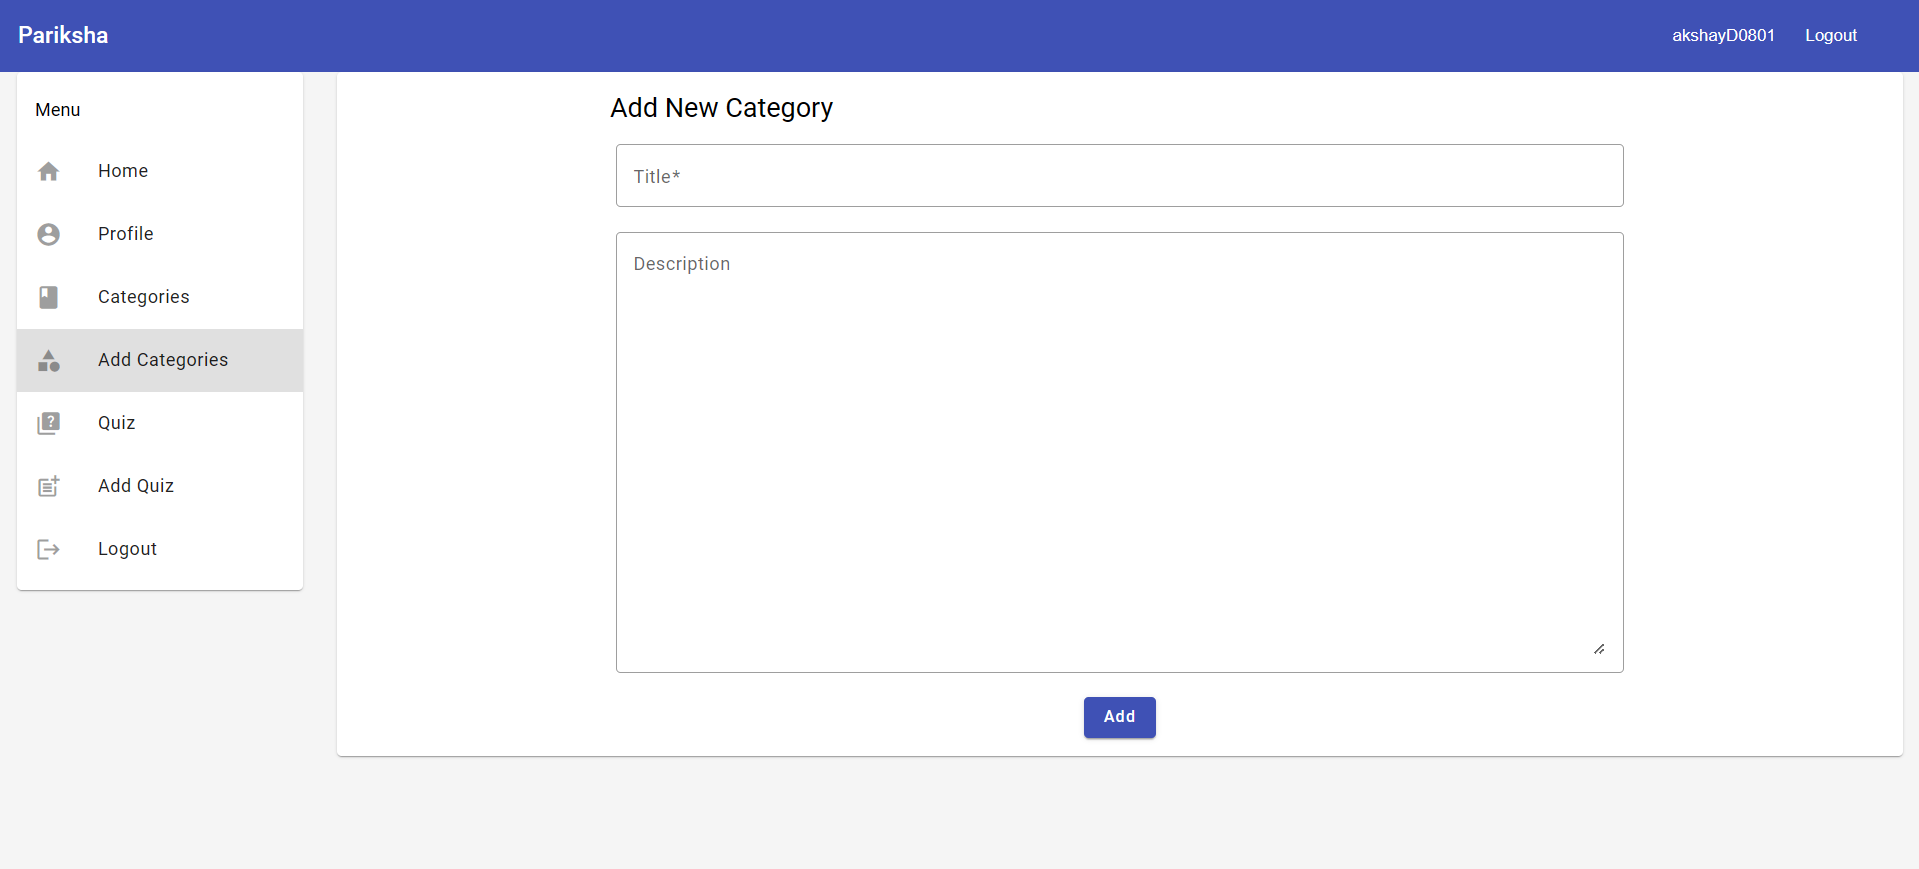 Pariksha
akshayD0801 Logout
Menu
Home
Profile
Categories
Add Categories
Quiz
Add Quiz
Logout
Add New Category
Title*
Description
Add